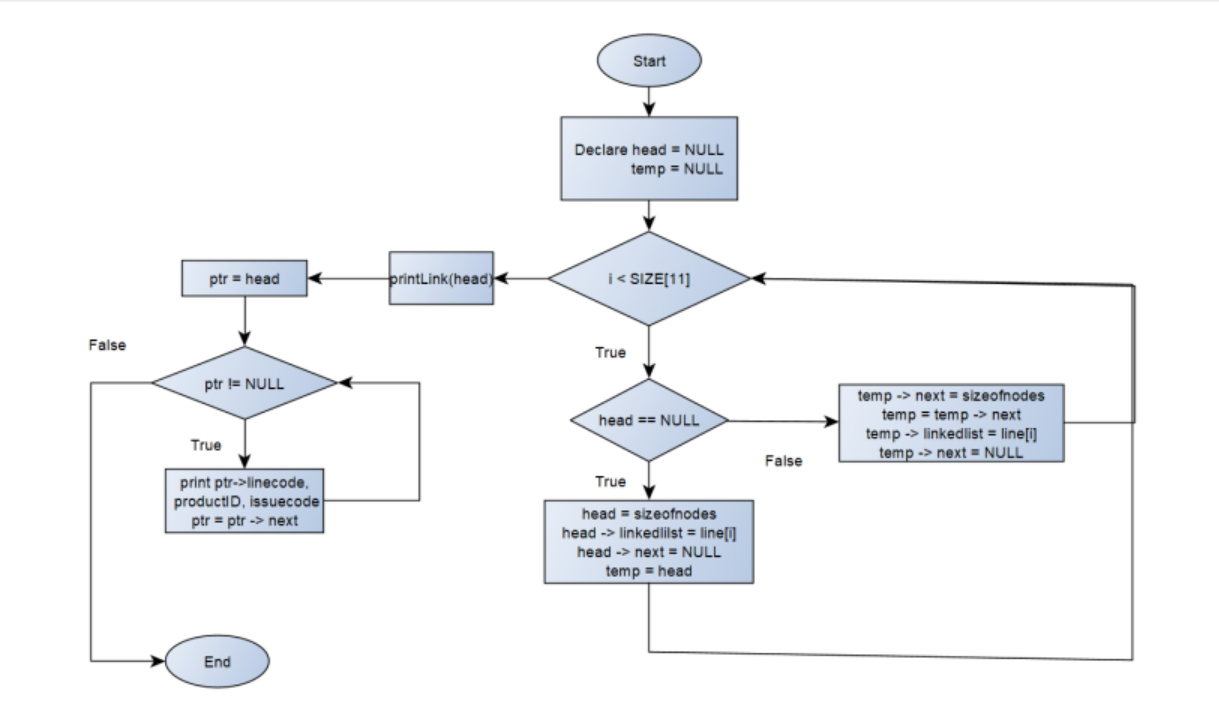 Start
Declare head = NULL
temp = NULL
i < SIZE[11]
printLink(head)
ptr = head
False
ptr != NULL
True
print ptr->linecode,
productID, issuecode
ptr = ptr -> next
End
True
head == NULL
False
temp -> next = sizeofnodes
temp = temp -> next
temp -> linkedlist = line[i]
temp -> next = NULL
True
head = sizeofnodes
head -> linkedlilst = line[i]
head -> next = NULL
temp = head